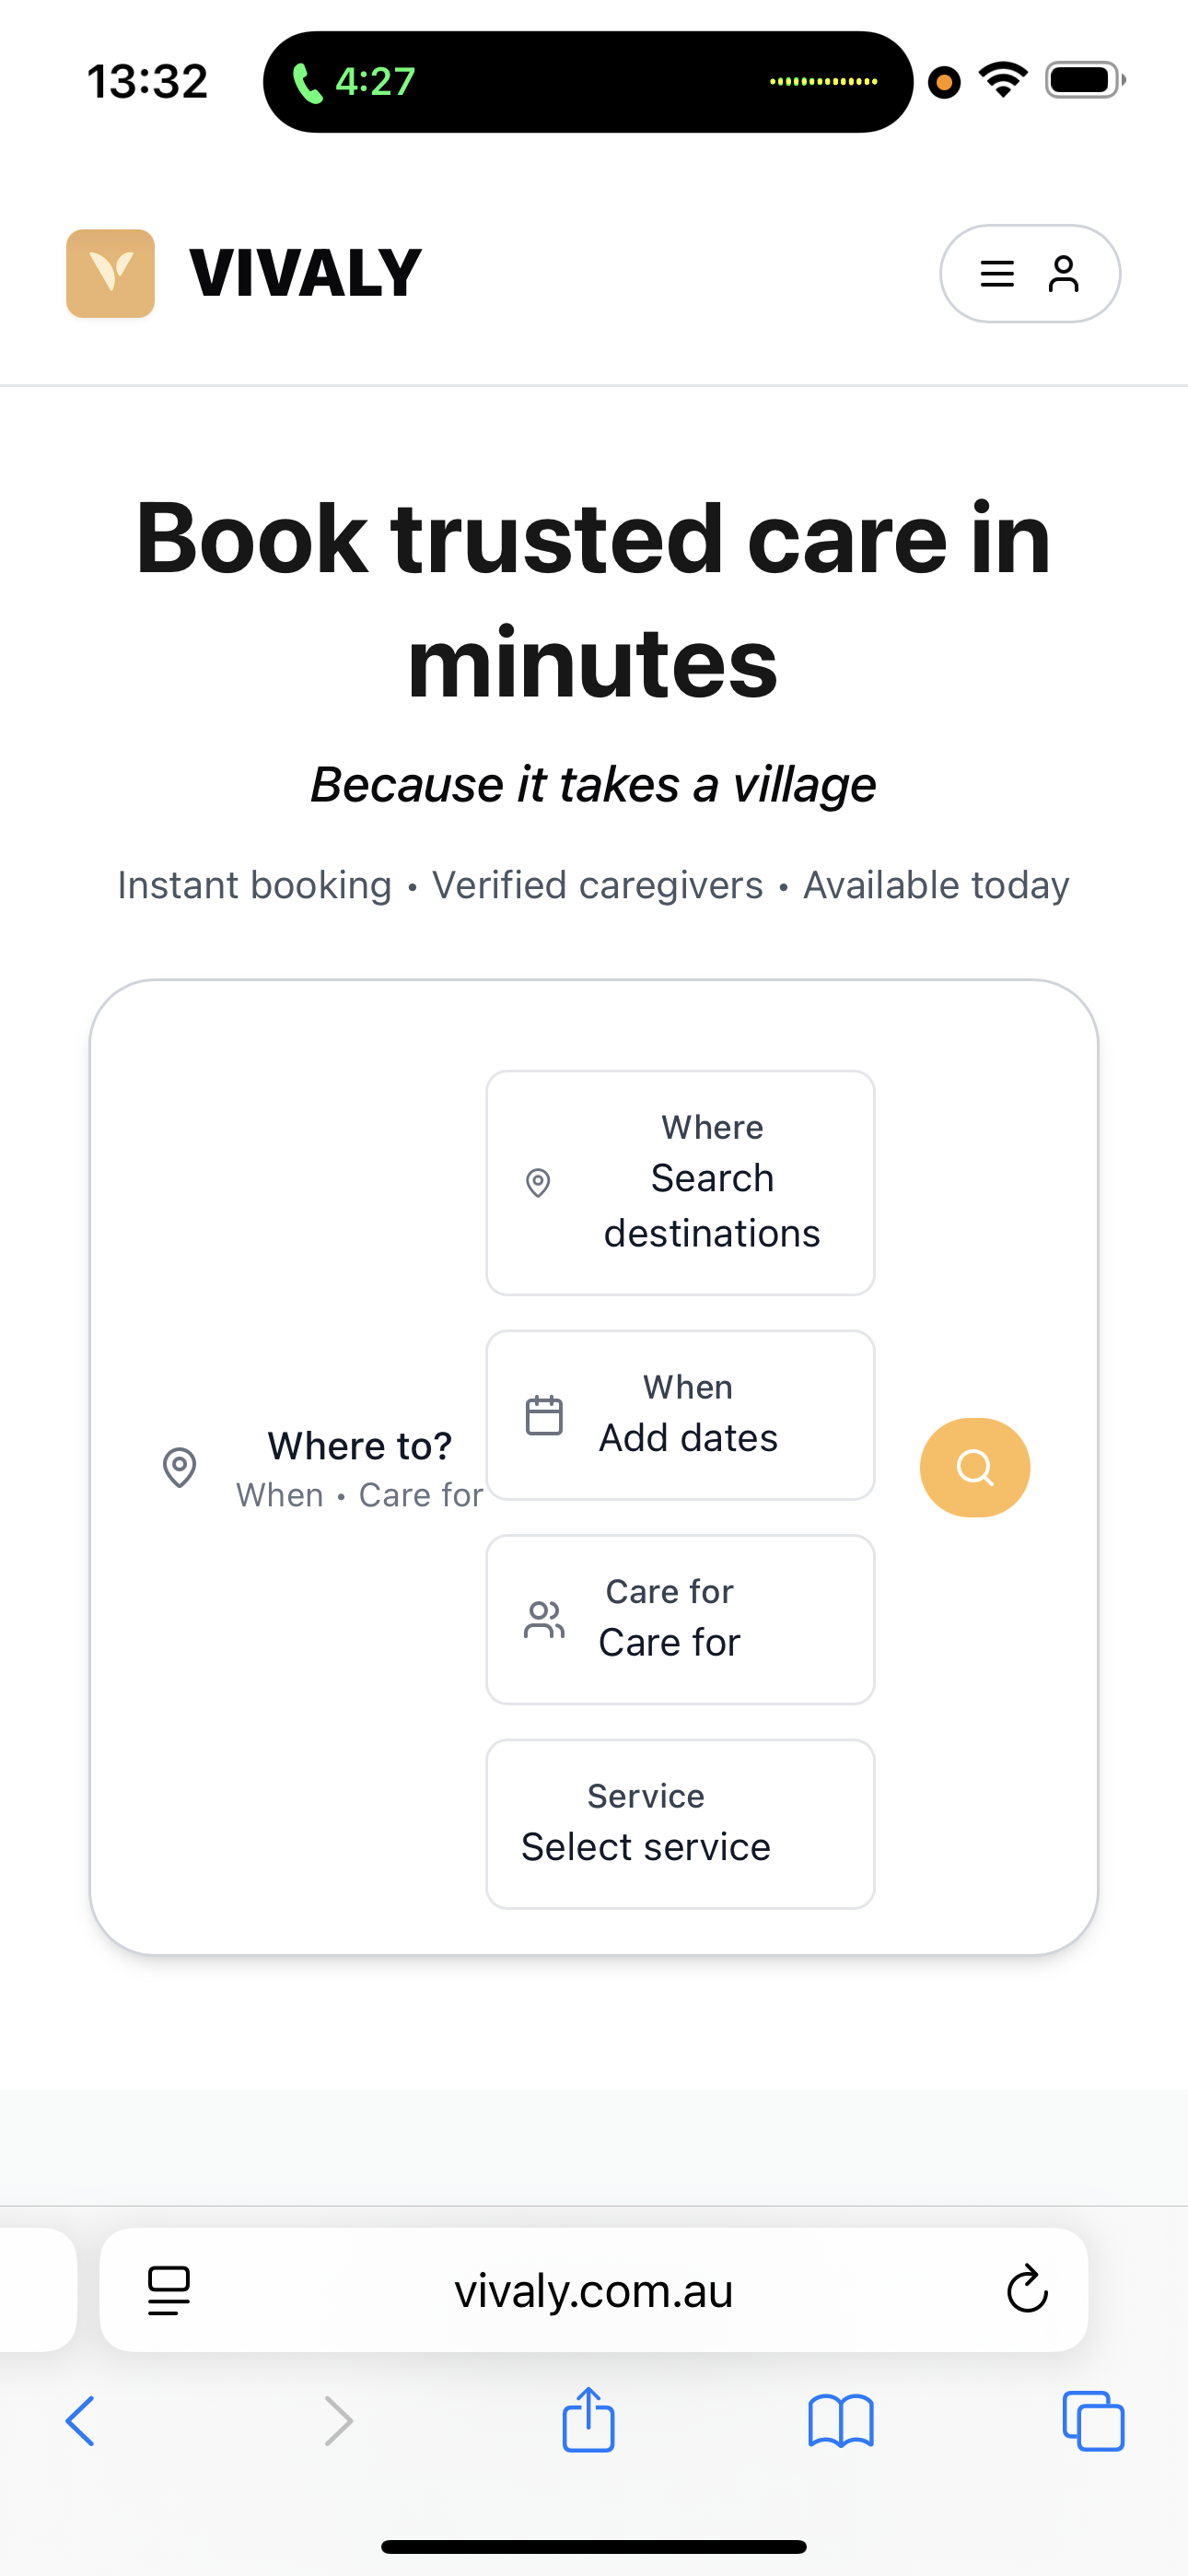 13:32
4:27
VIVALY
Book trusted care in
minutes
Because it takes a village
Instant booking • Verified caregivers • Available today
Where
Search
destinations
When
Add dates
Where to?
When • Care for
Care for
Care for
Service
Select service
vivaly.com.au